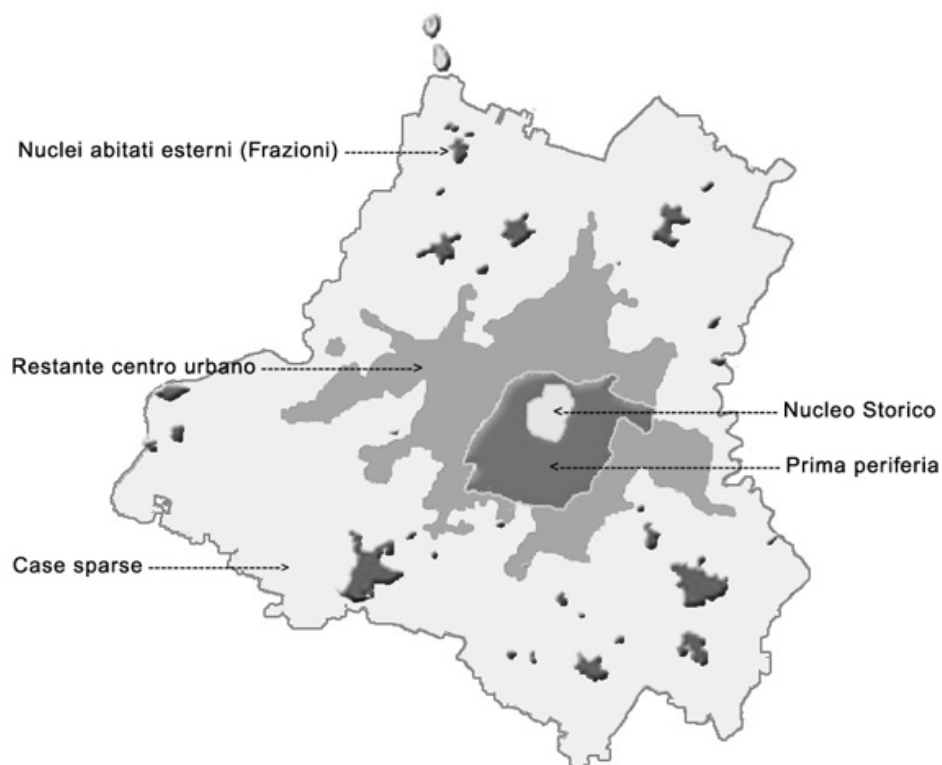 Nuclei abitati esterni (Frazioni)
Restante centro urbano
Nucleo Storico
Prima periferia
Case sparse